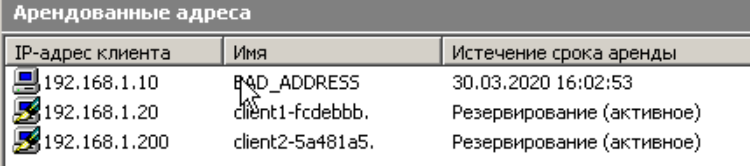 Арендованные адреса
IP-адрес клиента Имя Истечение срока аренды
192.168.1.10 BAD_ADDRESS 30.03.2020 16:02:53
192.168.1.20 client1-fcdebbb. Резервирование (активное)
192.168.1.200 client2-5a481a5. Резервирование (активное)